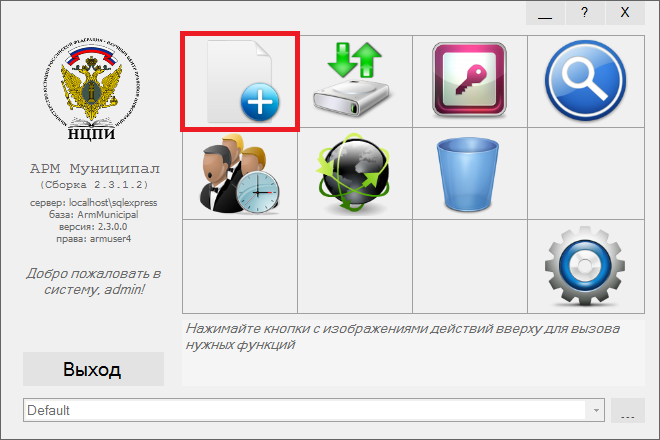 __ ? X
НЦПИ
АРМ Муниципал
(Сборка 2.3.1.2)
сервер: localhost\sqlexpress
база: ArmMunicipal
версия: 2.3.0.0
права: armuser4
Добро пожаловать в
систему, admin!
Нажимайте кнопки с изображениями действий вверху для вызова
нужных функций
Выход
Default
...